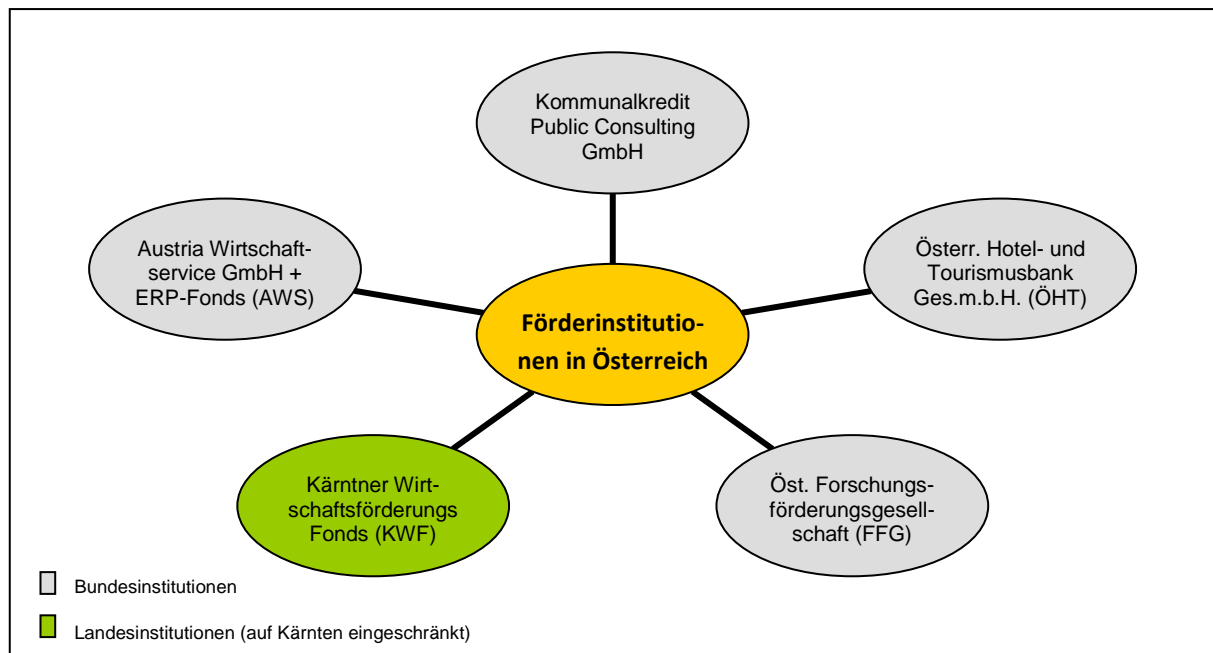 Kommunalkredit
Public Consulting
GmbH
Austria Wirtschaft-
service GmbH +
ERP-Fonds (AWS)
Österr. Hotel- und
Tourismusbank
Ges.m.b.H. (ÖHT)
Förderinstitutio-
nen in Österreich
Kärntner Wirt-
schaftsförderungs
Fonds (KWF)
Öst. Forschungs-
förderungsgesell-
schaft (FFG)
Bundesinstitutionen
Landesinstitutionen (auf Kärnten eingeschränkt)